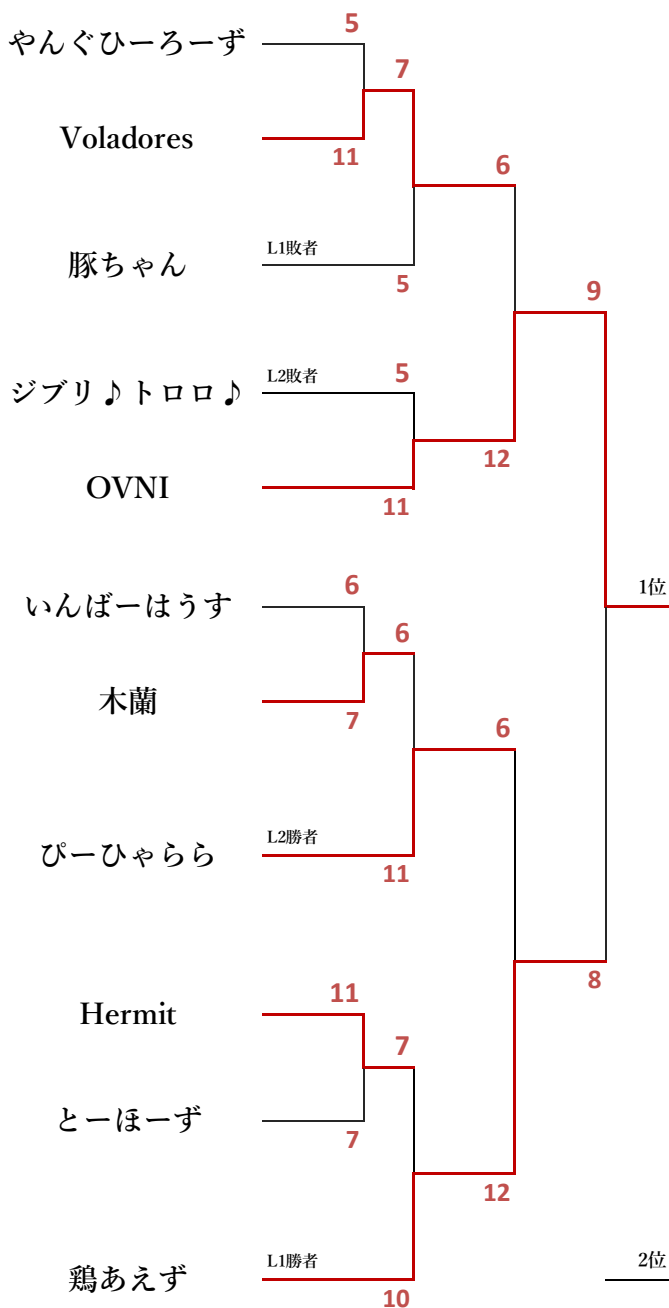 やんぐひーろーず
5
7
Voladores
11
6
豚ちゃん
L1敗者
5
9
ジブリ♪トロロ♪
L2敗者
5
12
OVNI
11
いんばーはうす
6
1位
6
木蘭
7
6
ぴーひゃらら
L2勝者
11
8
Hermit
11
7
とーほーず
7
12
鶏あえず
L1勝者
10
2位